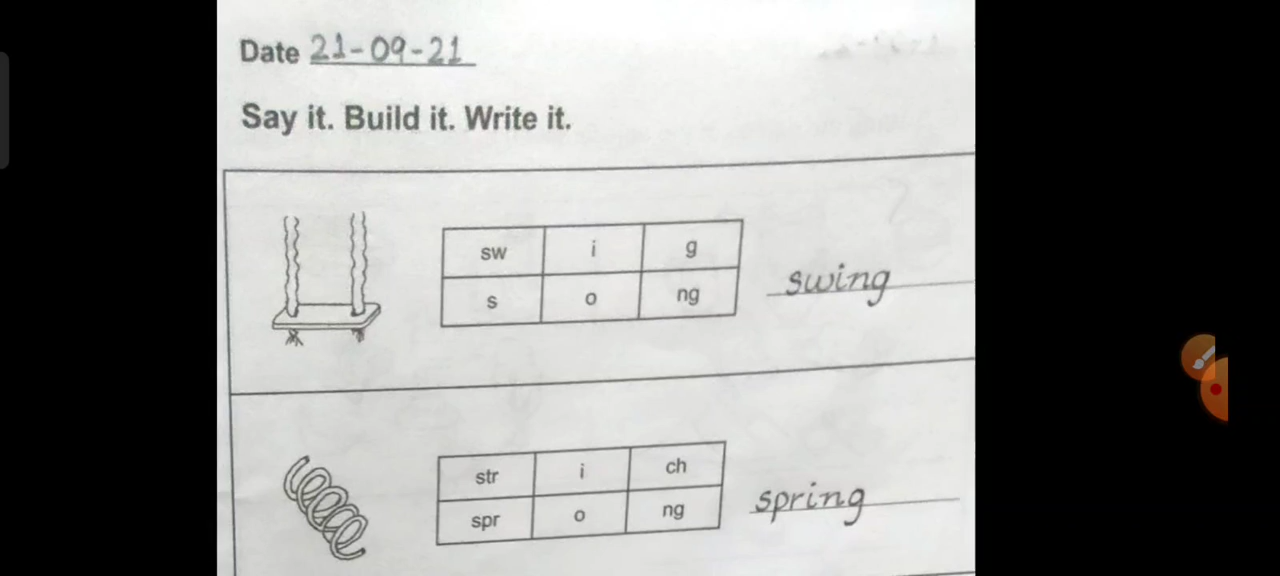 Date 21-09-21
Say it. Build it. Write it.
sw i g
s o ng
swing
str i ch
spr o ng
spring